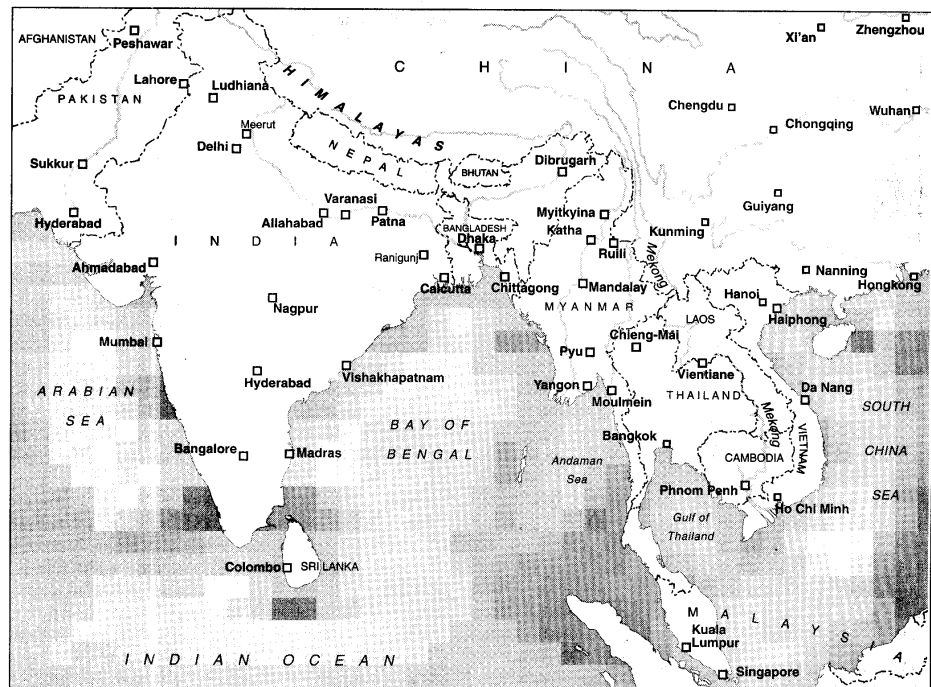 AFGHANISTAN
Peshawar
Xi'an
Zhengzhou
C H I N A
HIMALAYAS
Lahore
Ludhiana
PAKISTAN
Chengdu
Wuhan
Meerut
Chongqing
Delhi
NEPAL
Sukkur
BHUTAN
Dibrugarh
Varanasi
Guiyang
Hyderabad
Allahabad
Patna
Myitkyina
BANGLADESH
Katha
Kunming
INDIA
Dhaka
Ruili
Mekong
Ranigunj
Ahmadabad
Nanning
Hongkong
Calcutta
Chittagong
Mandalay
Hanoi
Nagpur
MYANMAR
LAOS
Haiphong
Chieng-Mai
Mumbai
Pyu
Hyderabad
Vishakhapatnam
Vientiane
Yangon
Da Nang
ARABIAN
SEA
Moulmein
THAILAND
SOUTH
CHINA
SEA
Mekong
BAY OF
BENGAL
Bangkok
VIETNAM
Bangalore
Madras
Andaman
Sea
CAMBODIA
Phnom Penh
Ho Chi Minh
Gulf of
Thailand
Colombo
SRI LANKA
MALAYSIA
Kuala
Lumpur
INDIAN OCEAN
Singapore